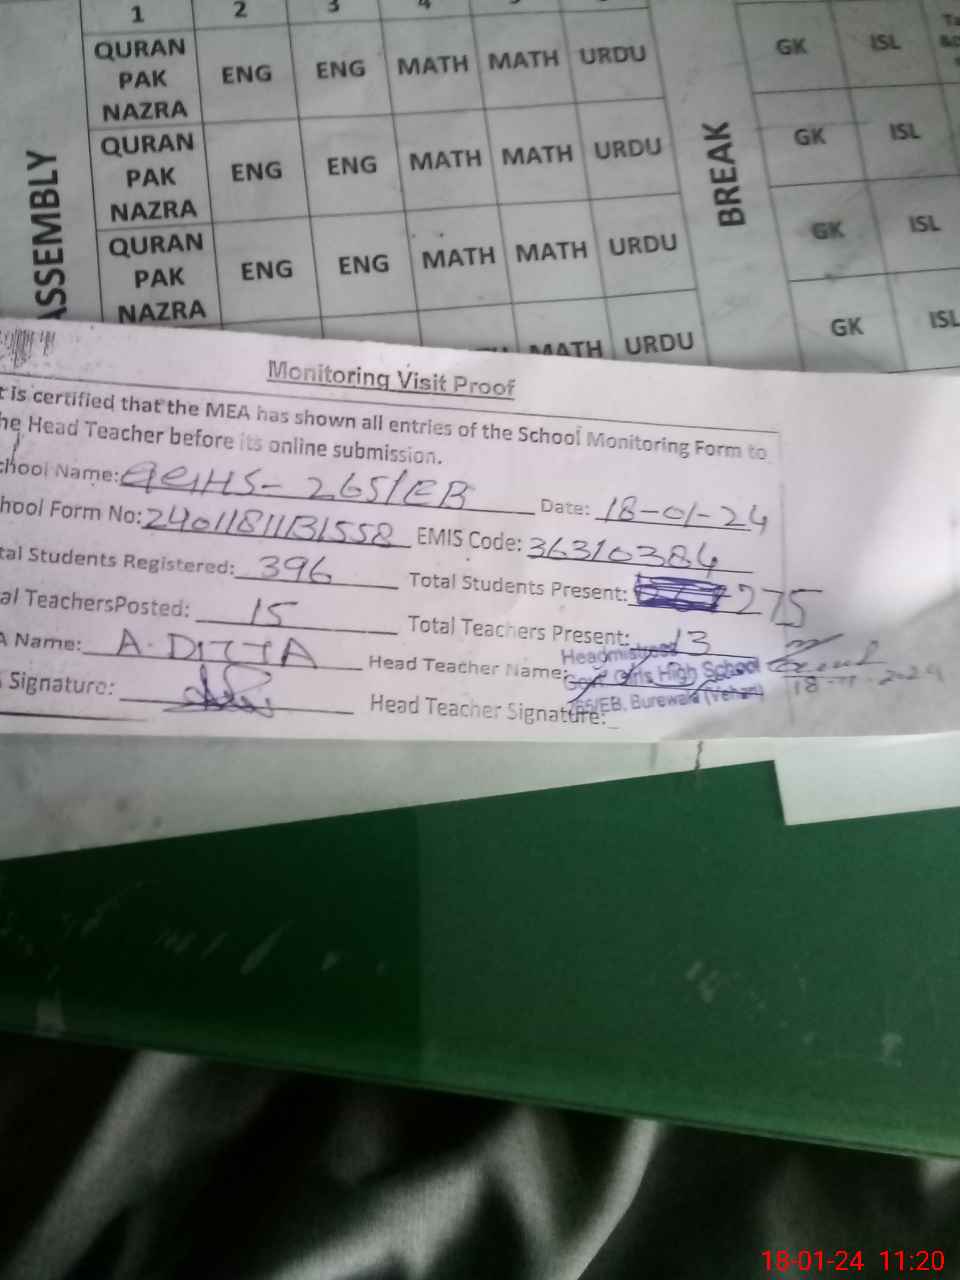 1 2 3 4
ASSEMBLY
QURAN PAK NAZRA ENG ENG MATH MATH URDU BREAK GK ISL
QURAN PAK NAZRA ENG ENG MATH MATH URDU GK ISL
QURAN PAK NAZRA ENG ENG MATH MATH URDU GK ISL
MATH URDU GK ISL
Monitoring Visit Proof
t is certified that the MEA has shown all entries of the School Monitoring Form to
he Head Teacher before its online submission.
chool Name: GGHS- 265/EB Date: 18-01-24
hool Form No: EMIS Code: 36310384
tal Students Registered: 396 Total Students Present: 275
al TeachersPosted: 15 Total Teachers Present: 13
A Name: A. DITTA Head Teacher Name:
Headmistress
Govt Girls High School
265/EB, Burewala (Vehari)
Signature: Head Teacher Signature:
18-01-24 11:20